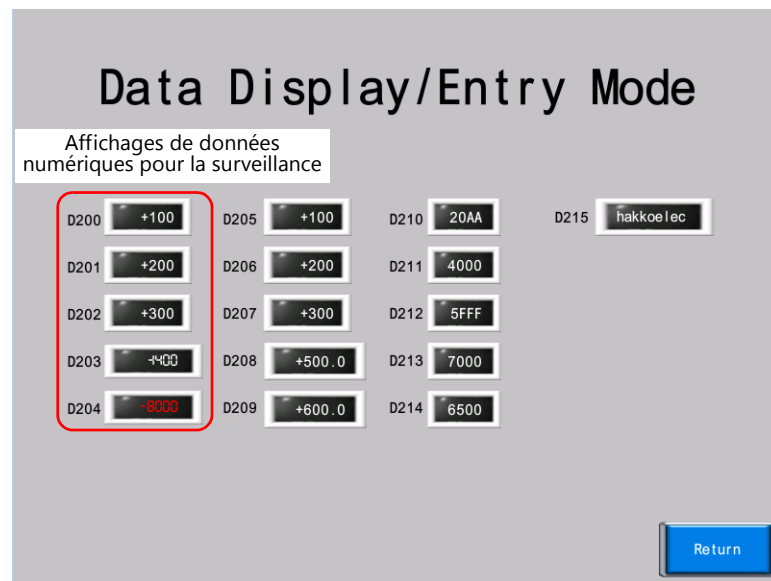 Data Display/Entry Mode
Affichages de données
numériques pour la surveillance
D200 +100 D205 +100 D210 20AA D215 hakkoelec
D201 +200 D206 +200 D211 4000
D202 +300 D207 +300 D212 5FFF
D203 -1400 D208 +500.0 D213 7000
D204 -8000 D209 +600.0 D214 6500
Return